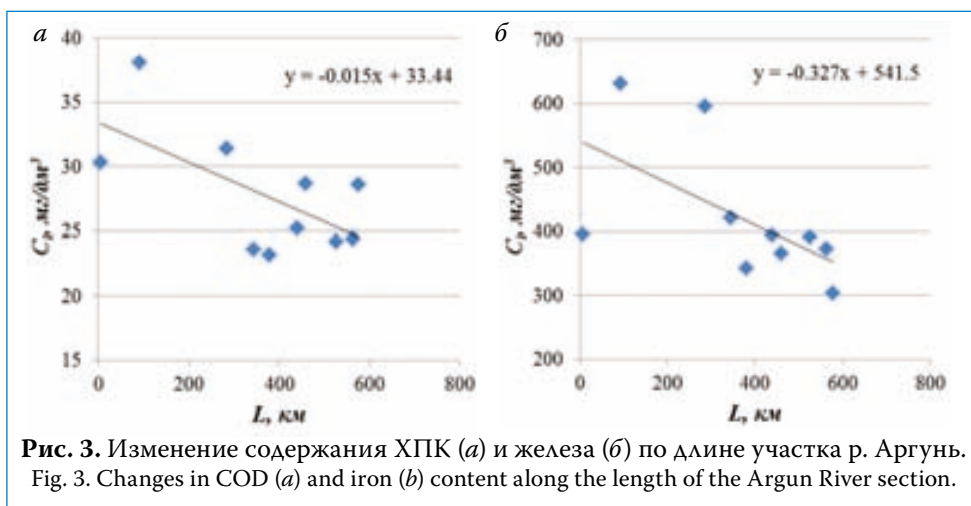 а
40
35
30
25
20
15
0
200
400
600
800
y = -0.015x + 33.44
C, мг/дм³
L, км
б
700
600
500
400
300
200
0
200
400
600
800
y = -0.327x + 541.5
C, мг/дм³
L, км
Рис. 3. Изменение содержания ХПК (а) и железа (б) по длине участка р. Аргунь.
Fig. 3. Changes in COD (a) and iron (b) content along the length of the Argun River section.